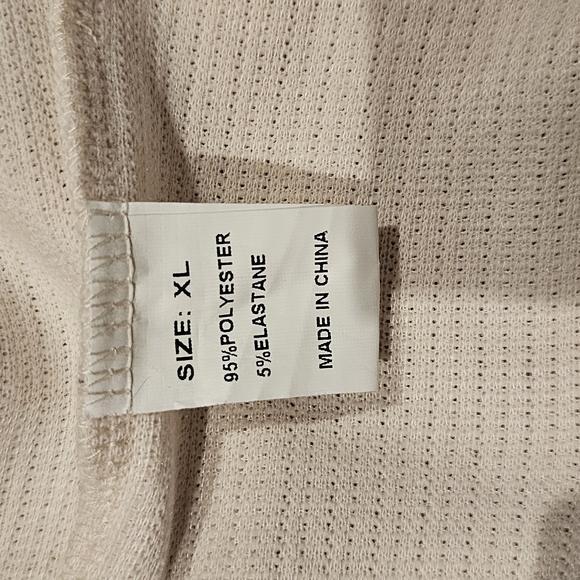 SIZE: XL
95%POLYESTER
5%ELASTANE
MADE IN CHINA